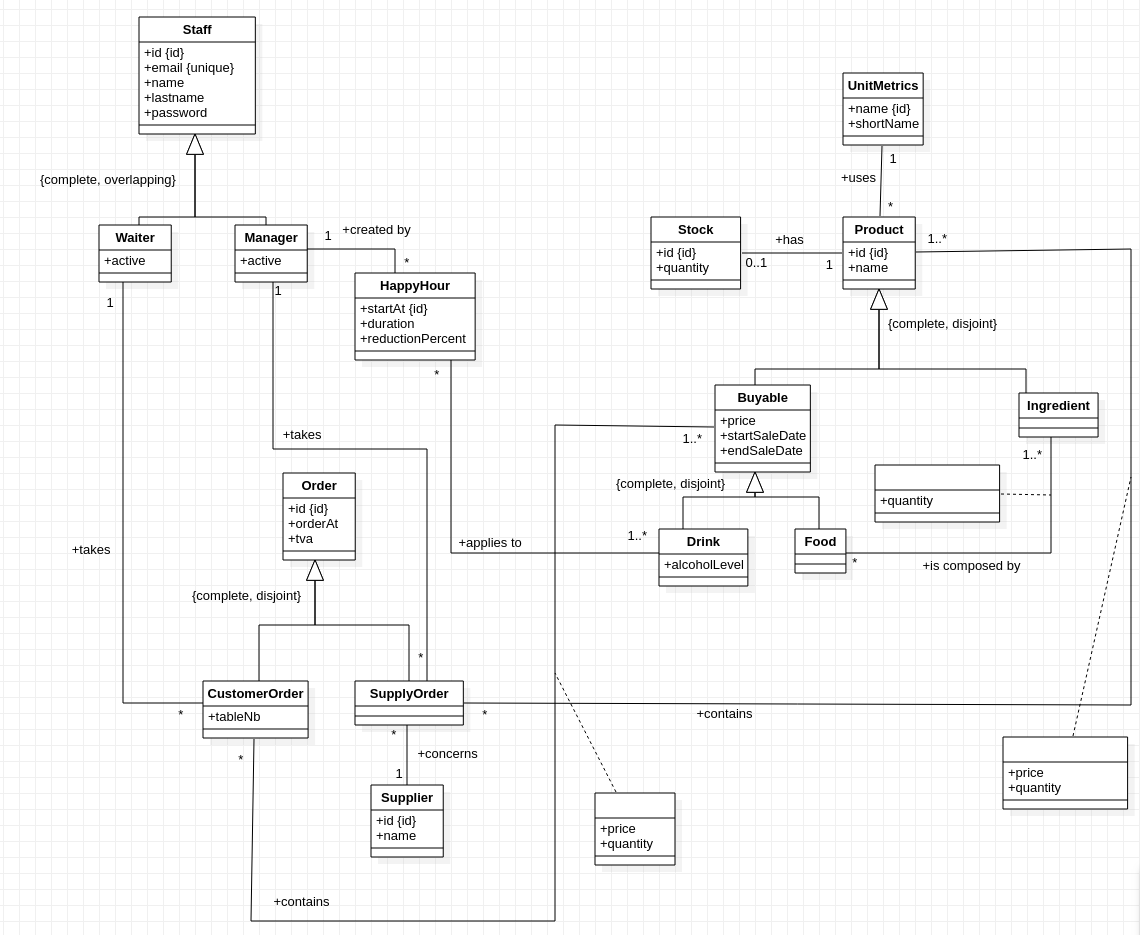 Staff
+id {id}
+email {unique}
+name
+lastname
+password
{complete, overlapping}
Waiter
+active
1
Manager
+active
1
+created by
*
1
HappyHour
+startAt {id}
+duration
+reductionPercent
*
+takes
+takes
Order
+id {id}
+orderAt
+tva
{complete, disjoint}
+applies to
1..*
CustomerOrder
+tableNb
*
*
SupplyOrder
*
*
*
+concerns
1
Supplier
+id {id}
+name
+contains
+contains
UnitMetrics
+name {id}
+shortName
1
+uses
*
Stock
+id {id}
+quantity
+has
0..1
1
Product
+id {id}
+name
1..*
{complete, disjoint}
Buyable
+price
+startSaleDate
+endSaleDate
1..*
{complete, disjoint}
Ingredient
1..*
+quantity
Drink
+alcoholLevel
Food
*
+is composed by
+price
+quantity
+price
+quantity